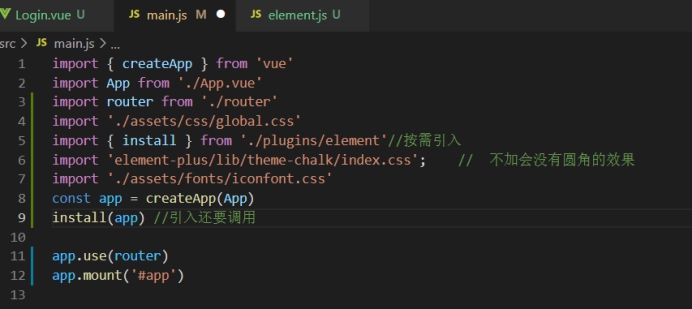 Login.vue U JS main.js JS element.js U
src > JS main.js > ...
1 import { createApp } from 'vue'
2 import App from './App.vue'
3 import router from './router'
4 import './assets/css/global.css'
5 import { install } from './plugins/element'//按需引入
6 import 'element-plus/lib/theme-chalk/index.css'; // 不加会没有圆角的效果
7 import './assets/fonts/iconfont.css'
8 const app = createApp(App)
9 install(app) //引入还要调用
10
11 app.use(router)
12 app.mount('#app')
13